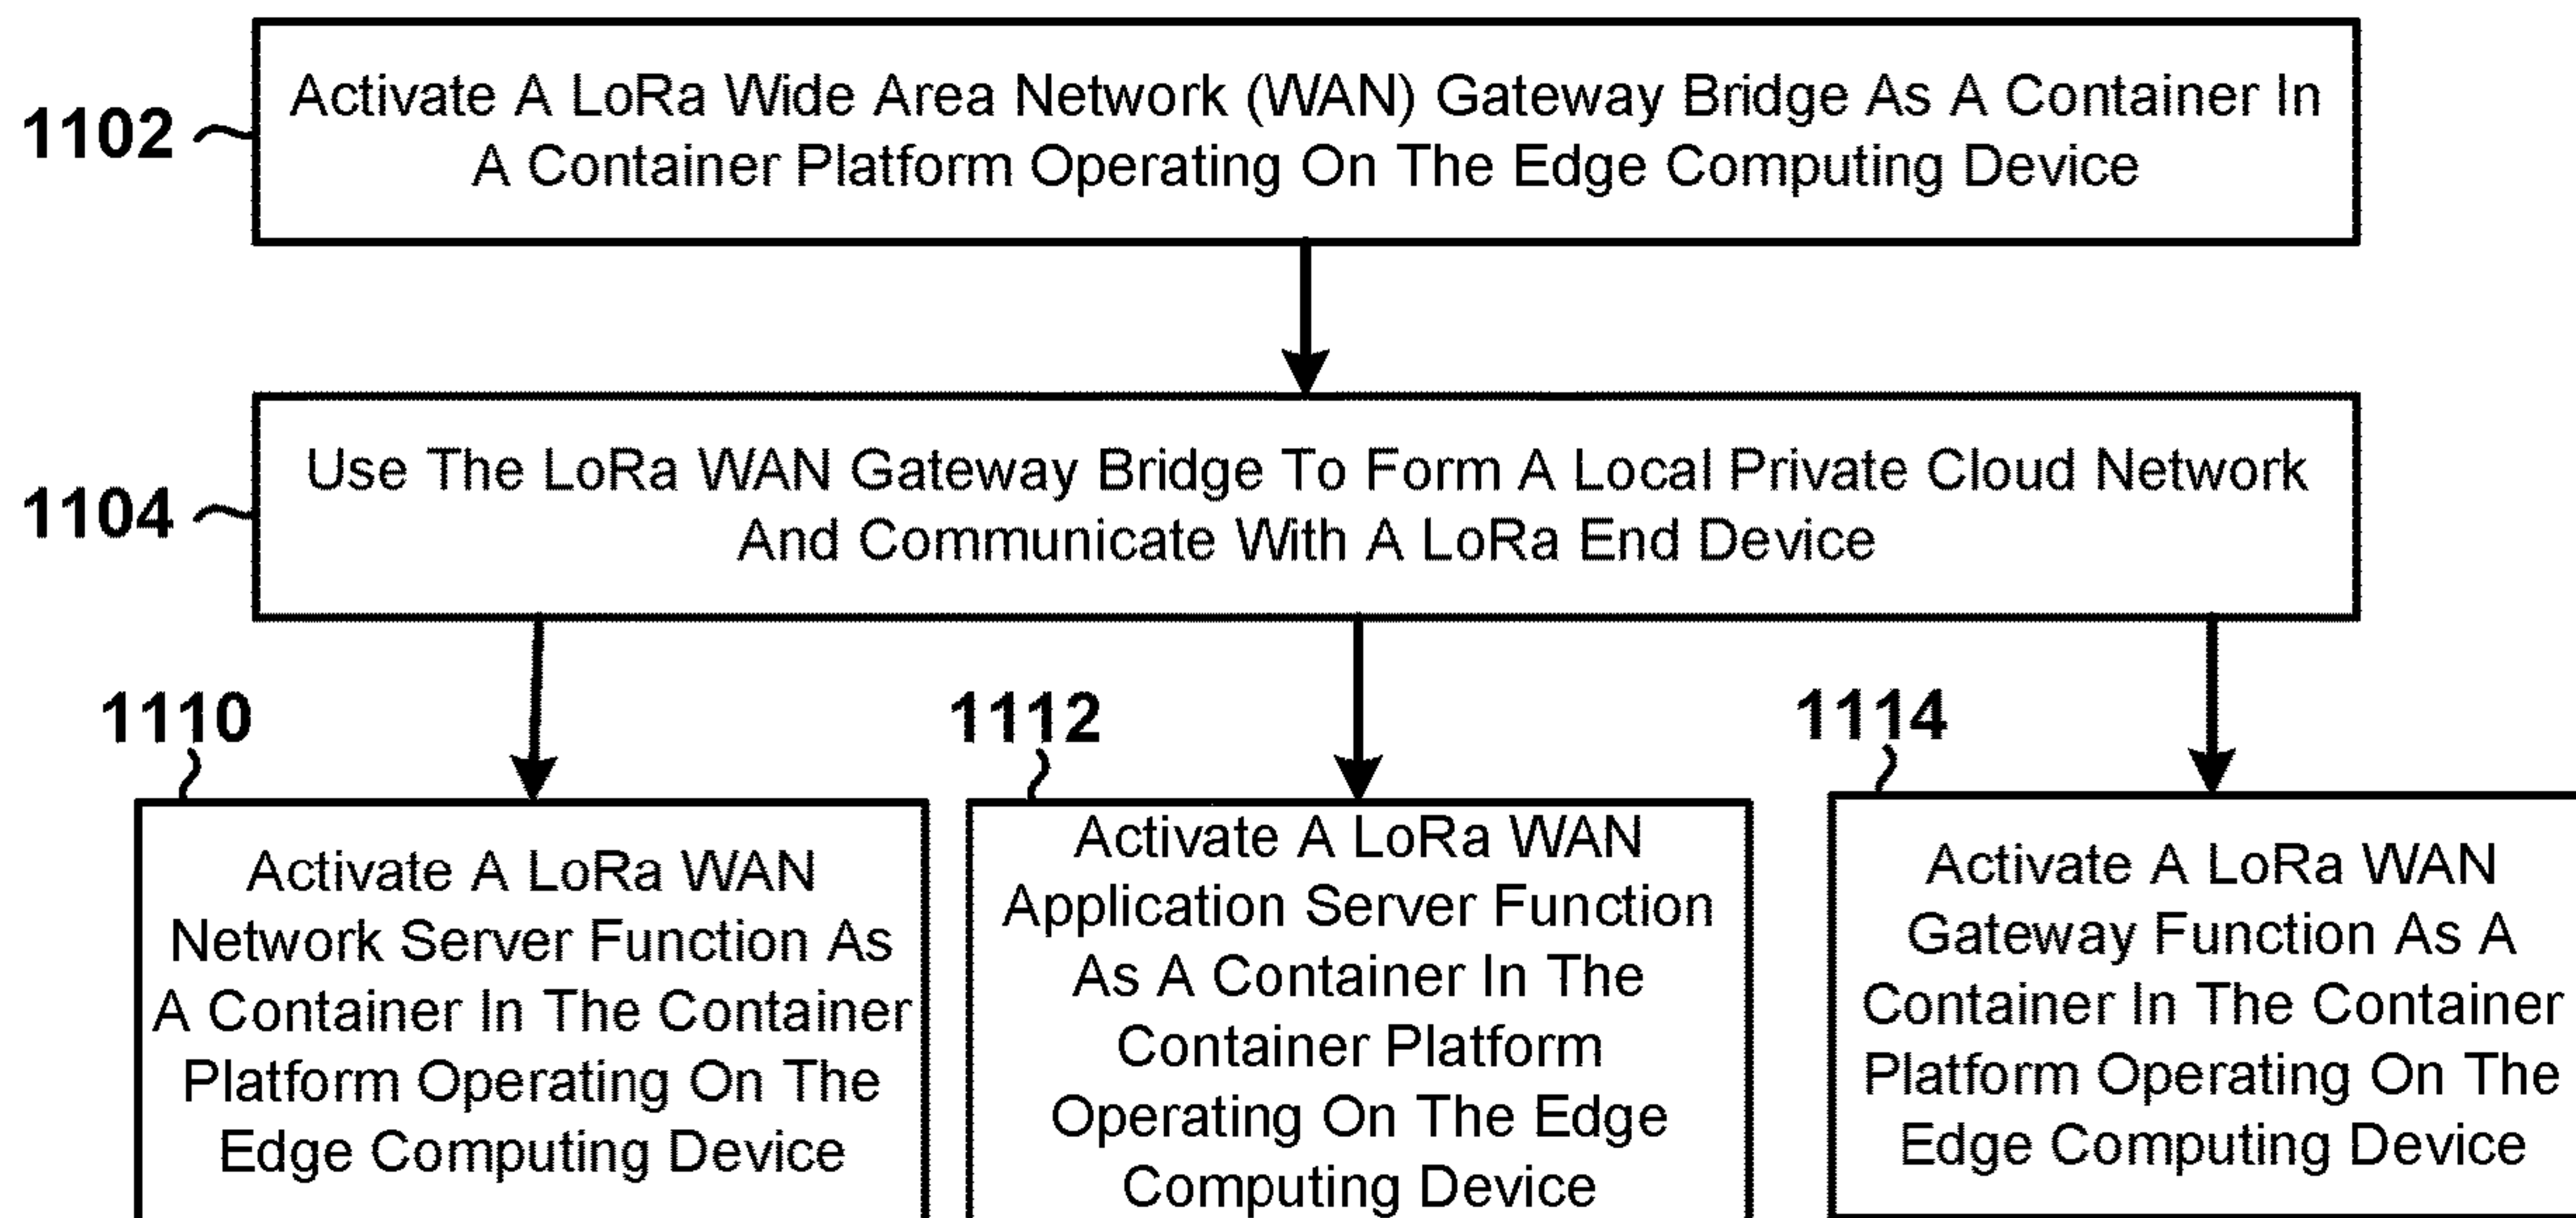 1102
Activate A LoRa Wide Area Network (WAN) Gateway Bridge As A Container In
A Container Platform Operating On The Edge Computing Device
1104
Use The LoRa WAN Gateway Bridge To Form A Local Private Cloud Network
And Communicate With A LoRa End Device
1110
Activate A LoRa WAN
Network Server Function As
A Container In The Container
Platform Operating On The
Edge Computing Device
1112
Activate A LoRa WAN
Application Server Function
As A Container In The
Container Platform
Operating On The Edge
Computing Device
1114
Activate A LoRa WAN
Gateway Function As A
Container In The Container
Platform Operating On The
Edge Computing Device